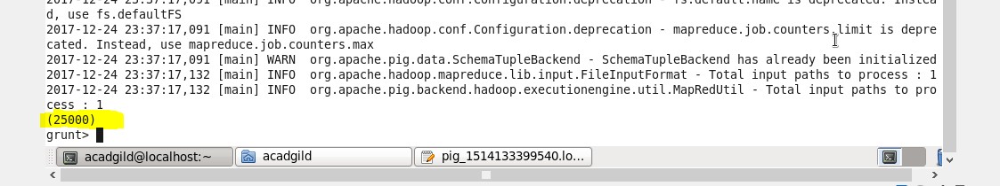 2017-12-24 23:37:17,091 [main] INFO  org.apache.hadoop.conf.Configuration.deprecation - fs.default.name is deprecated. Instea
d, use fs.defaultFS
2017-12-24 23:37:17,091 [main] INFO  org.apache.hadoop.conf.Configuration.deprecation - mapreduce.job.counters.limit is depre
cated. Instead, use mapreduce.job.counters.max
2017-12-24 23:37:17,091 [main] WARN  org.apache.pig.data.SchemaTupleBackend - SchemaTupleBackend has already been initialized
2017-12-24 23:37:17,132 [main] INFO  org.apache.hadoop.mapreduce.lib.input.FileInputFormat - Total input paths to process : 1
2017-12-24 23:37:17,132 [main] INFO  org.apache.pig.backend.hadoop.executionengine.util.MapRedUtil - Total input paths to pro
cess : 1
(25000)
grunt>
acadgild@localhost:~ acadgild pig_1514133399540.lo...